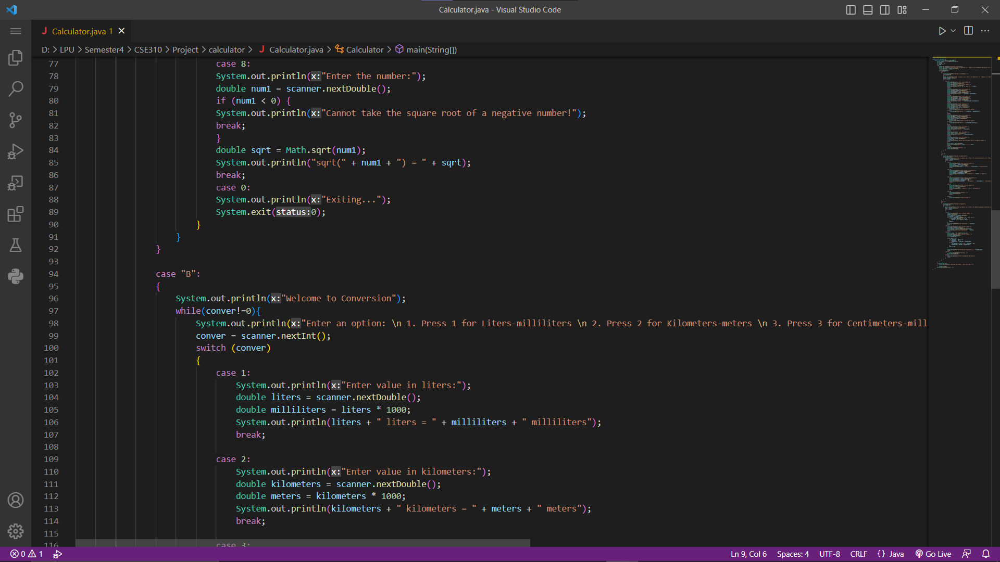 Calculator.java - Visual Studio Code
Calculator.java 1
D: > LPU > Semester4 > CSE310 > Project > calculator > Calculator.java > Calculator > main(String[])
77 case 8:
78 System.out.println(x:"Enter the number:");
79 double num1 = scanner.nextDouble();
80 if (num1 < 0) {
81 System.out.println(x:"Cannot take the square root of a negative number!");
82 break;
83 }
84 double sqrt = Math.sqrt(num1);
85 System.out.println("sqrt(" + num1 + ") = " + sqrt);
86 break;
87 case 0:
88 System.out.println(x:"Exiting...");
89 System.exit(status:0);
90 }
91 }
92 }
93
94 case "B":
95 {
96 System.out.println(x:"Welcome to Conversion");
97 while(conver!=0){
98 System.out.println(x:"Enter an option: \n 1. Press 1 for Liters-milliliters \n 2. Press 2 for Kilometers-meters \n 3. Press 3 for Centimeters-mill
99 conver = scanner.nextInt();
100 switch (conver)
101 {
102 case 1:
103 System.out.println(x:"Enter value in liters:");
104 double liters = scanner.nextDouble();
105 double milliliters = liters * 1000;
106 System.out.println(liters + " liters = " + milliliters + " milliliters");
107 break;
108
109 case 2:
110 System.out.println(x:"Enter value in kilometers:");
111 double kilometers = scanner.nextDouble();
112 double meters = kilometers * 1000;
113 System.out.println(kilometers + " kilometers = " + meters + " meters");
114 break;
115
116 case 3:
0 1 Ln 9, Col 6 Spaces: 4 UTF-8 CRLF {} Java Go Live